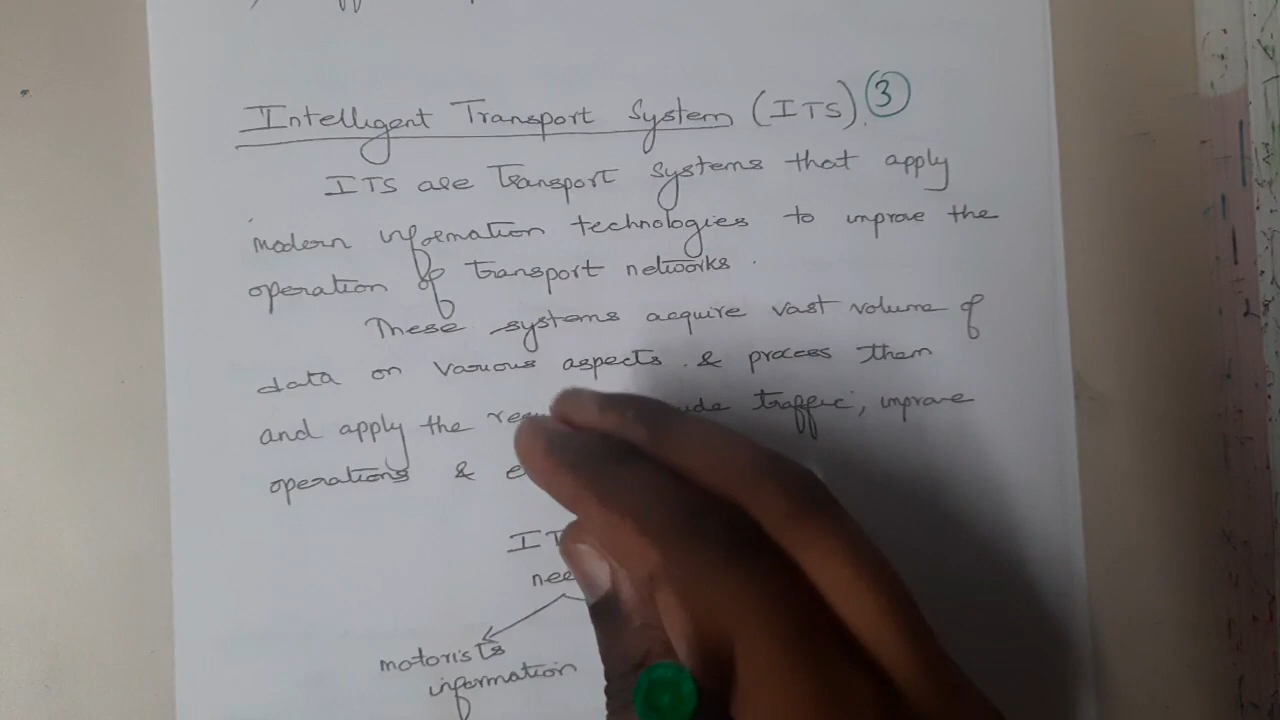 Intelligent Transport System (ITS). 3
ITS are Transport systems that apply
modern information technologies to improve the
operation of transport networks.
These systems acquire vast volume of
data on various aspects & process them
and apply the traffic, improve
operations &
motorists
information